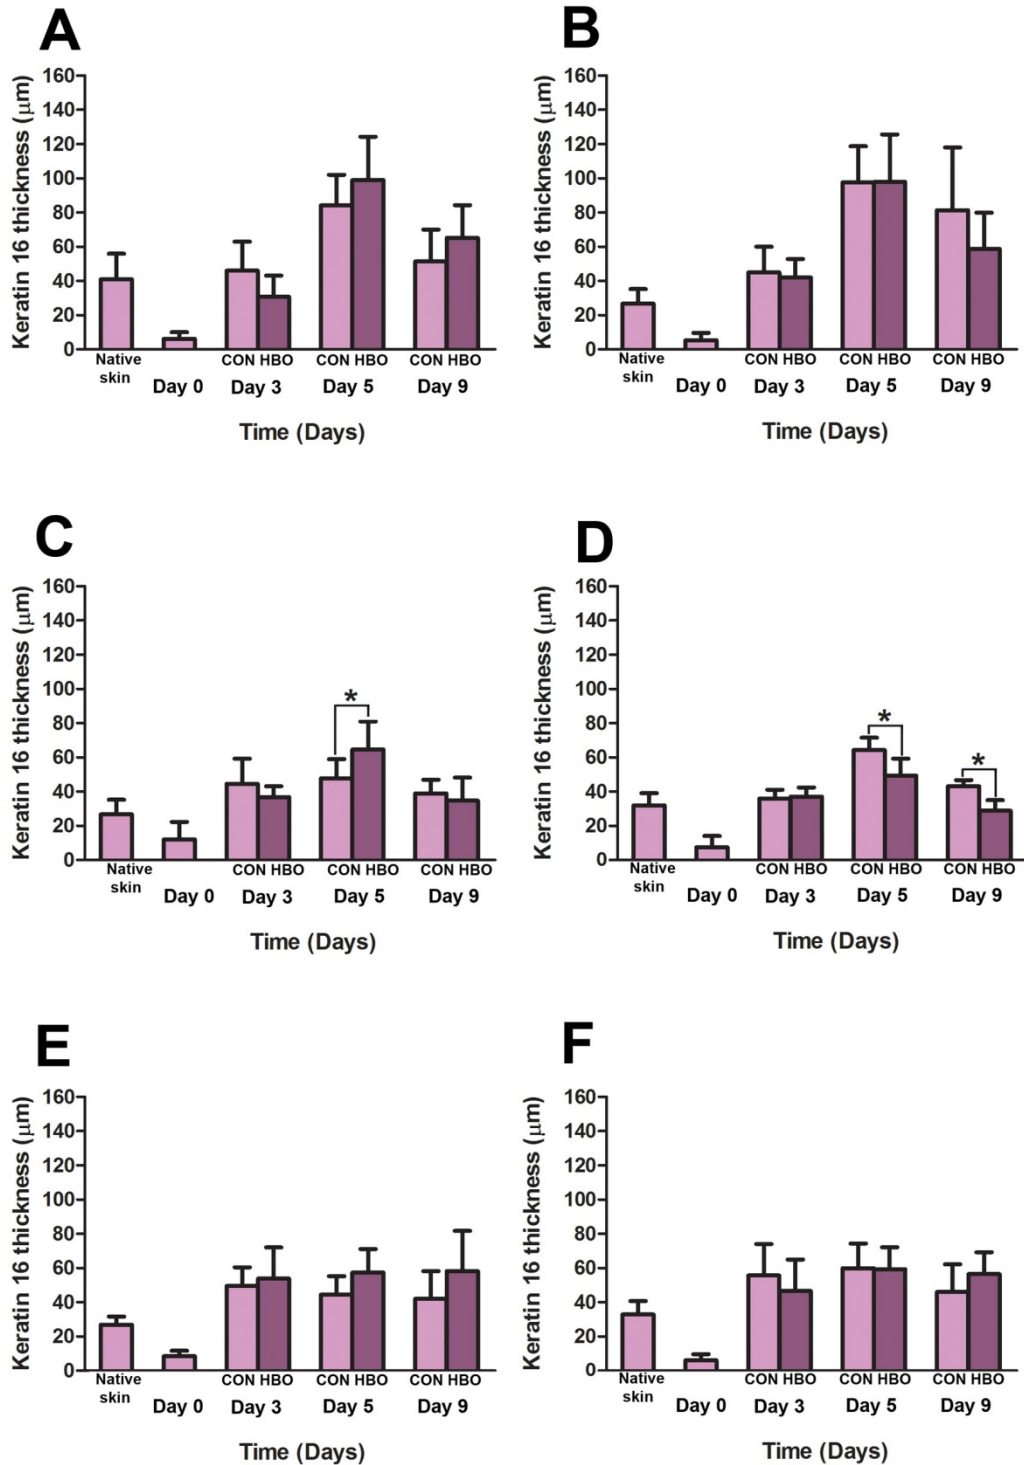 A
Keratin 16 thickness (μm)
160
140
120
100
80
60
40
20
0
Native
skin
CON HBO
CON HBO
CON HBO
Day 0
Day 3
Day 5
Day 9
Time (Days)
B
Keratin 16 thickness (μm)
160
140
120
100
80
60
40
20
0
Native
skin
CON HBO
CON HBO
CON HBO
Day 0
Day 3
Day 5
Day 9
Time (Days)
C
Keratin 16 thickness (μm)
160
140
120
100
80
60
40
20
0
*
Native
skin
CON HBO
CON HBO
CON HBO
Day 0
Day 3
Day 5
Day 9
Time (Days)
D
Keratin 16 thickness (μm)
160
140
120
100
80
60
40
20
0
*
*
Native
skin
CON HBO
CON HBO
CON HBO
Day 0
Day 3
Day 5
Day 9
Time (Days)
E
Keratin 16 thickness (μm)
160
140
120
100
80
60
40
20
0
Native
skin
CON HBO
CON HBO
CON HBO
Day 0
Day 3
Day 5
Day 9
Time (Days)
F
Keratin 16 thickness (μm)
160
140
120
100
80
60
40
20
0
Native
skin
CON HBO
CON HBO
CON HBO
Day 0
Day 3
Day 5
Day 9
Time (Days)